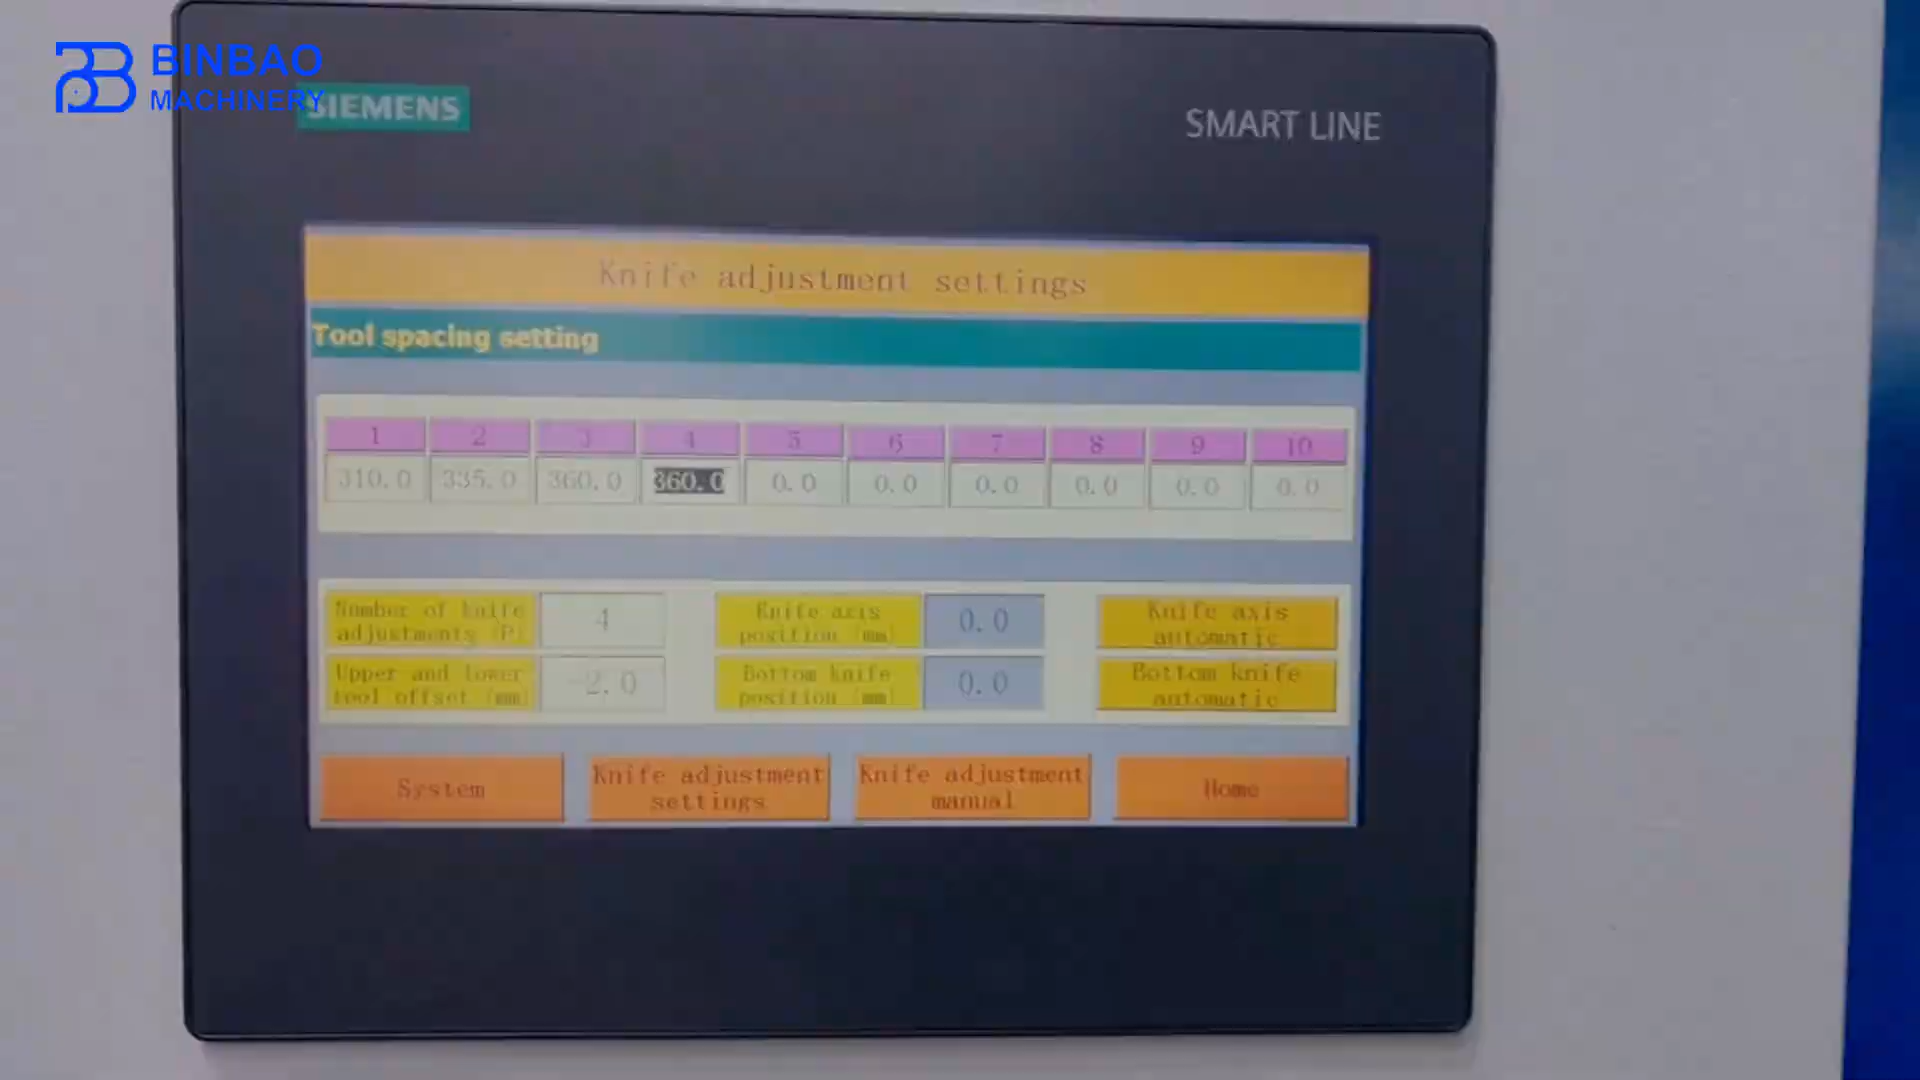 BINBAO
MACHINERY
SIEMENS
SMART LINE
Knife adjustment settings
Tool spacing setting
1 2 3 4 5 6 7 8 9 10
310.0 335.0 360.0 360.0 0.0 0.0 0.0 0.0 0.0 0.0
Number of knife
adjustments (P)
4
Knife axis
position (mm)
0.0
Knife axis
automatic
Upper and lower
tool offset (mm)
-2.0
Bottom knife
position (mm)
0.0
Bottom knife
automatic
System
Knife adjustment
settings
Knife adjustment
manual
Home